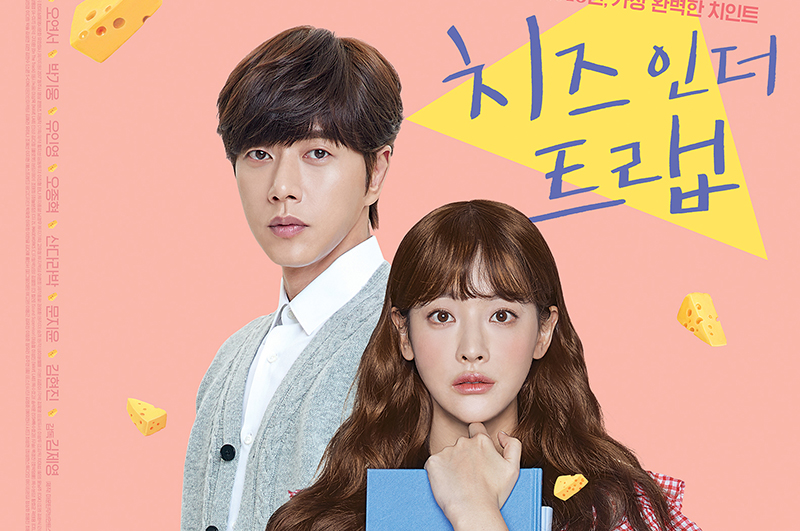 가장 완벽한 치인트
치즈 인 더
트랩
오연서
박기웅
유인영
오종혁
산다라박
문지윤
김현진
감독 김제영